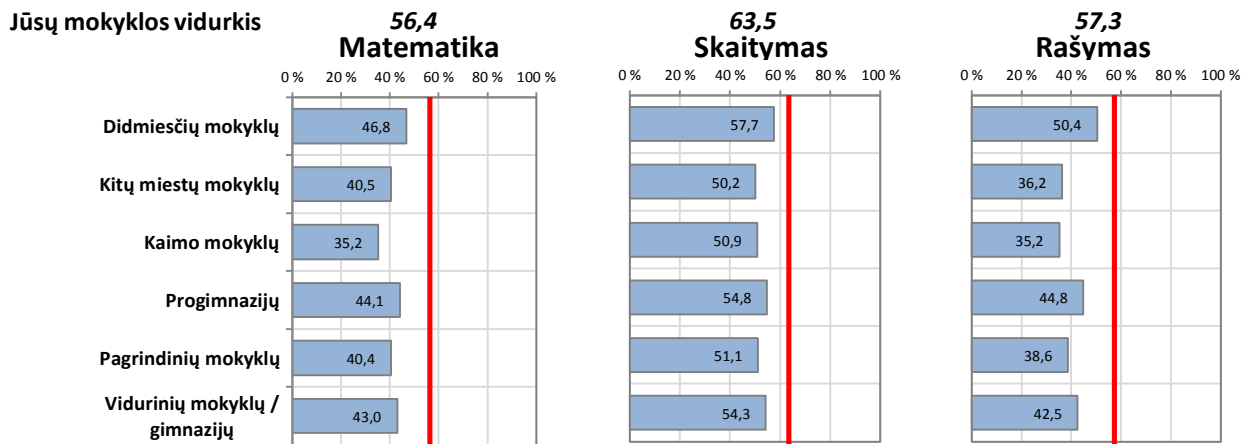 Jūsų mokyklos vidurkis 56,4 63,5 57,3
Matematika Skaitymas Rašymas
0 % 20 % 40 % 60 % 80 % 100 % 0 % 20 % 40 % 60 % 80 % 100 % 0 % 20 % 40 % 60 % 80 % 100 %
Didmiesčių mokyklų 46,8 57,7 50,4
Kitų miestų mokyklų 40,5 50,2 36,2
Kaimo mokyklų 35,2 50,9 35,2
Progimnazijų 44,1 54,8 44,8
Pagrindinių mokyklų 40,4 51,1 38,6
Vidurinių mokyklų /
gimnazijų 43,0 54,3 42,5